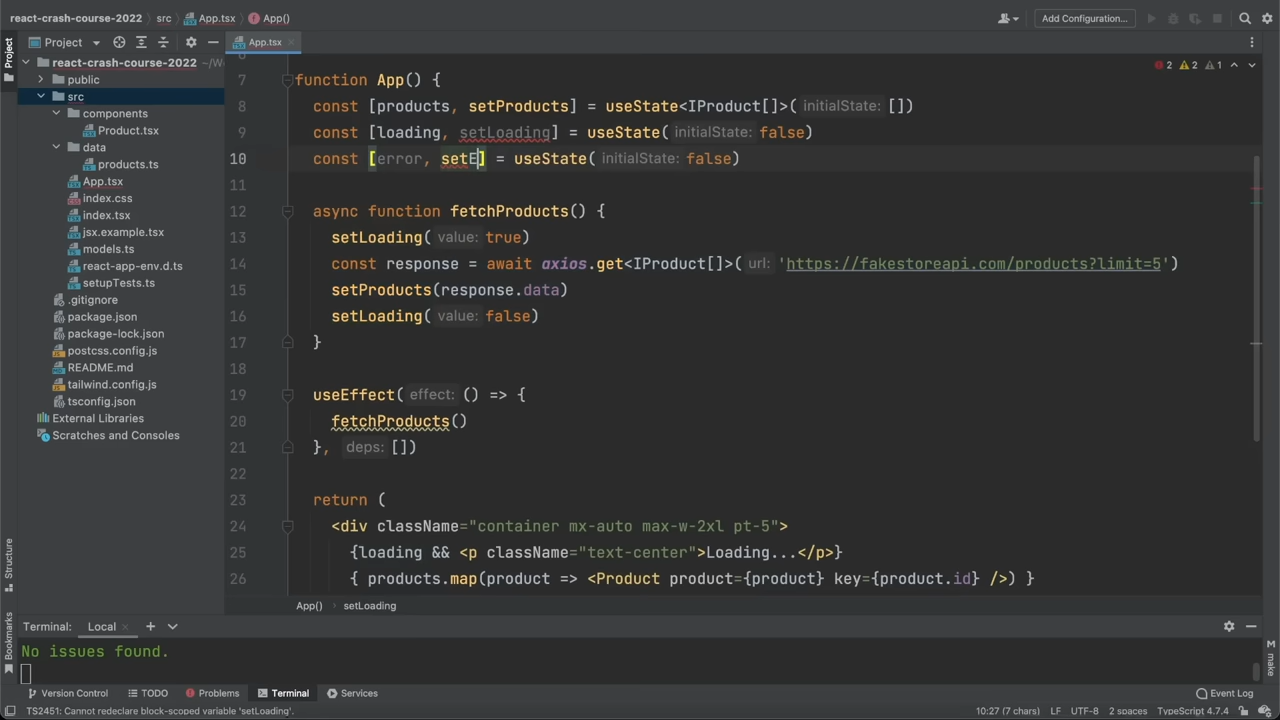 react-crash-course-2022 src App.tsx App() Add Configuration...
Project
Project App.tsx
react-crash-course-2022 ~/W
public
src
components
Product.tsx
data
products.ts
App.tsx
index.css
index.tsx
jsx.example.tsx
models.ts
react-app-env.d.ts
setupTests.ts
.gitignore
package.json
package-lock.json
postcss.config.js
README.md
tailwind.config.js
tsconfig.json
External Libraries
Scratches and Consoles
2 2 1
6
7 function App() {
8 const [products, setProducts] = useState<IProduct[]>( initialState: [])
9 const [loading, setLoading] = useState( initialState: false)
10 const [error, setE] = useState( initialState: false)
11
12 async function fetchProducts() {
13 setLoading( value: true)
14 const response = await axios.get<IProduct[]>( url: 'https://fakestoreapi.com/products?limit=5')
15 setProducts(response.data)
16 setLoading( value: false)
17 }
18
19 useEffect( effect: () => {
20 fetchProducts()
21 }, deps: [])
22
23 return (
24 <div className="container mx-auto max-w-2xl pt-5">
25 {loading && <p className="text-center">Loading...</p>}
26 { products.map(product => <Product product={product} key={product.id} />) }
App() › setLoading
Structure
Bookmarks
Terminal: Local × +
No issues found.
M make
Version Control TODO Problems Terminal Services Event Log
TS2451: Cannot redeclare block-scoped variable 'setLoading'. 10:27 (7 chars) LF UTF-8 2 spaces TypeScript 4.7.4